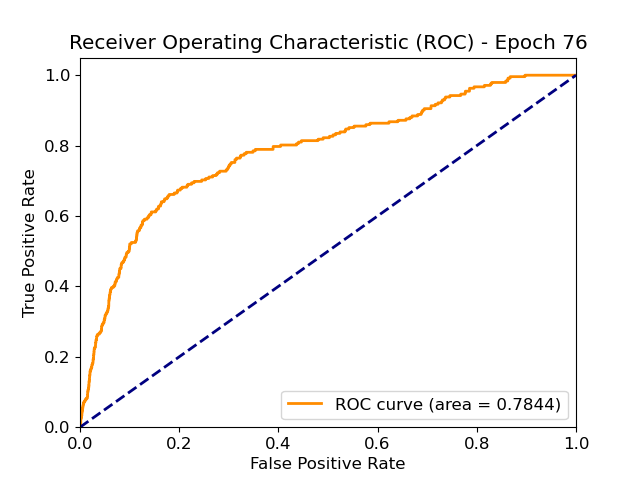 Receiver Operating Characteristic (ROC) - Epoch 76
1.0
0.8
0.6
0.4
0.2
0.0
True Positive Rate
ROC curve (area = 0.7844)
0.0 0.2 0.4 0.6 0.8 1.0
False Positive Rate